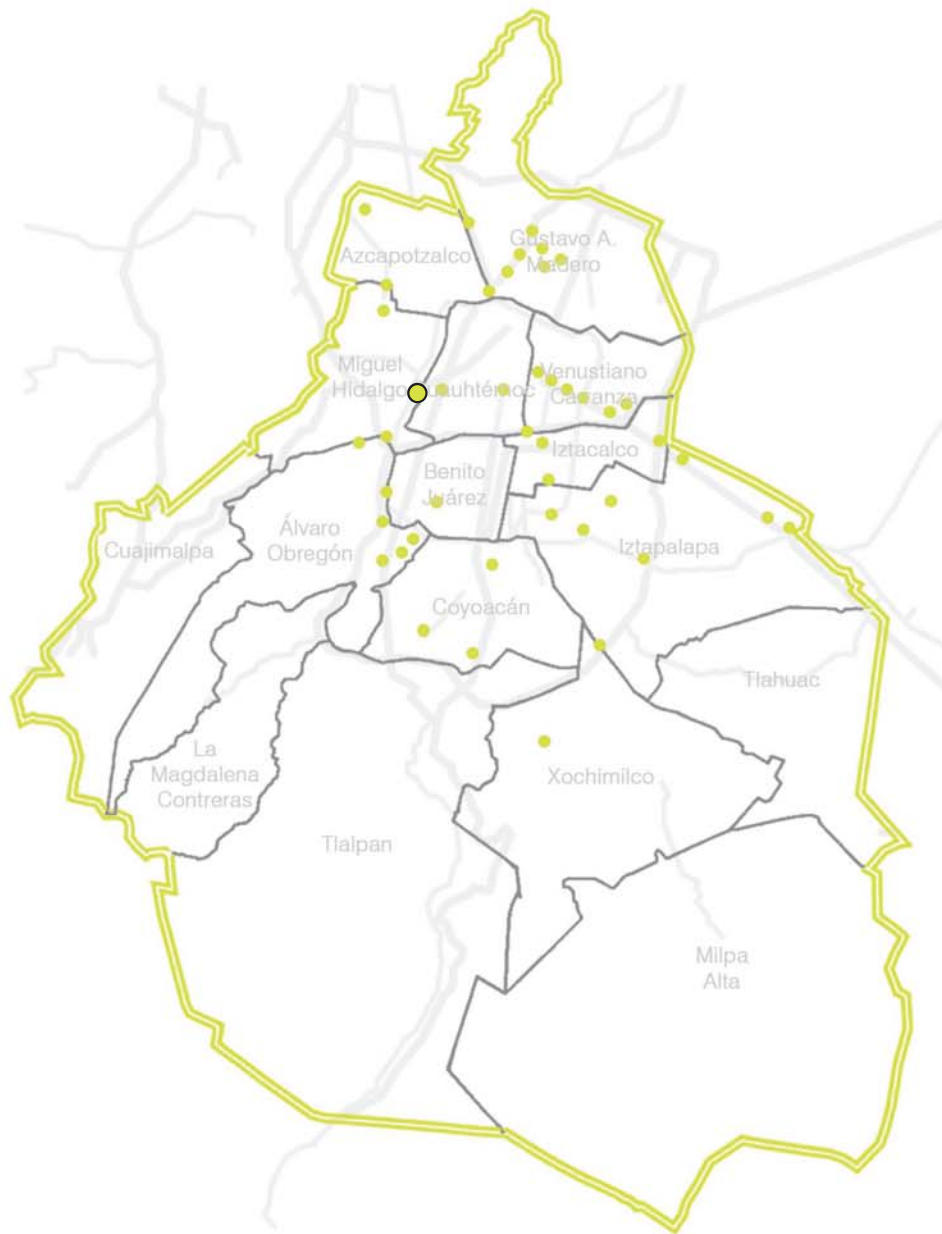 Azcapotzalco
Gustavo A.
Madero
Miguel
Hidalgo
Cuauhtémoc
Venustiano
Carranza
Iztacalco
Benito
Juárez
Álvaro
Obregón
Cuajimalpa
Iztapalapa
Coyoacán
Tlahuac
La
Magdalena
Contreras
Xochimilco
Tlalpan
Milpa
Alta